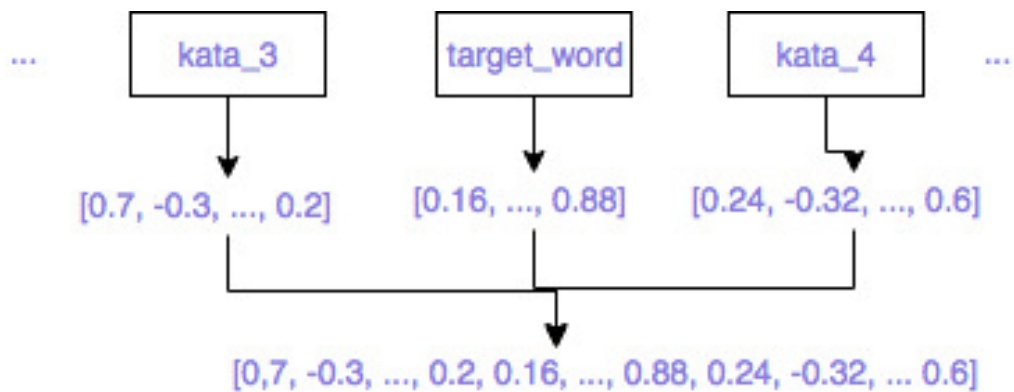 ... kata_3 target_word kata_4 ...
[0.7, -0.3, ..., 0.2] [0.16, ..., 0.88] [0.24, -0.32, ..., 0.6]
[0,7, -0.3, ..., 0.2, 0.16, ..., 0.88, 0.24, -0.32, ... 0.6]